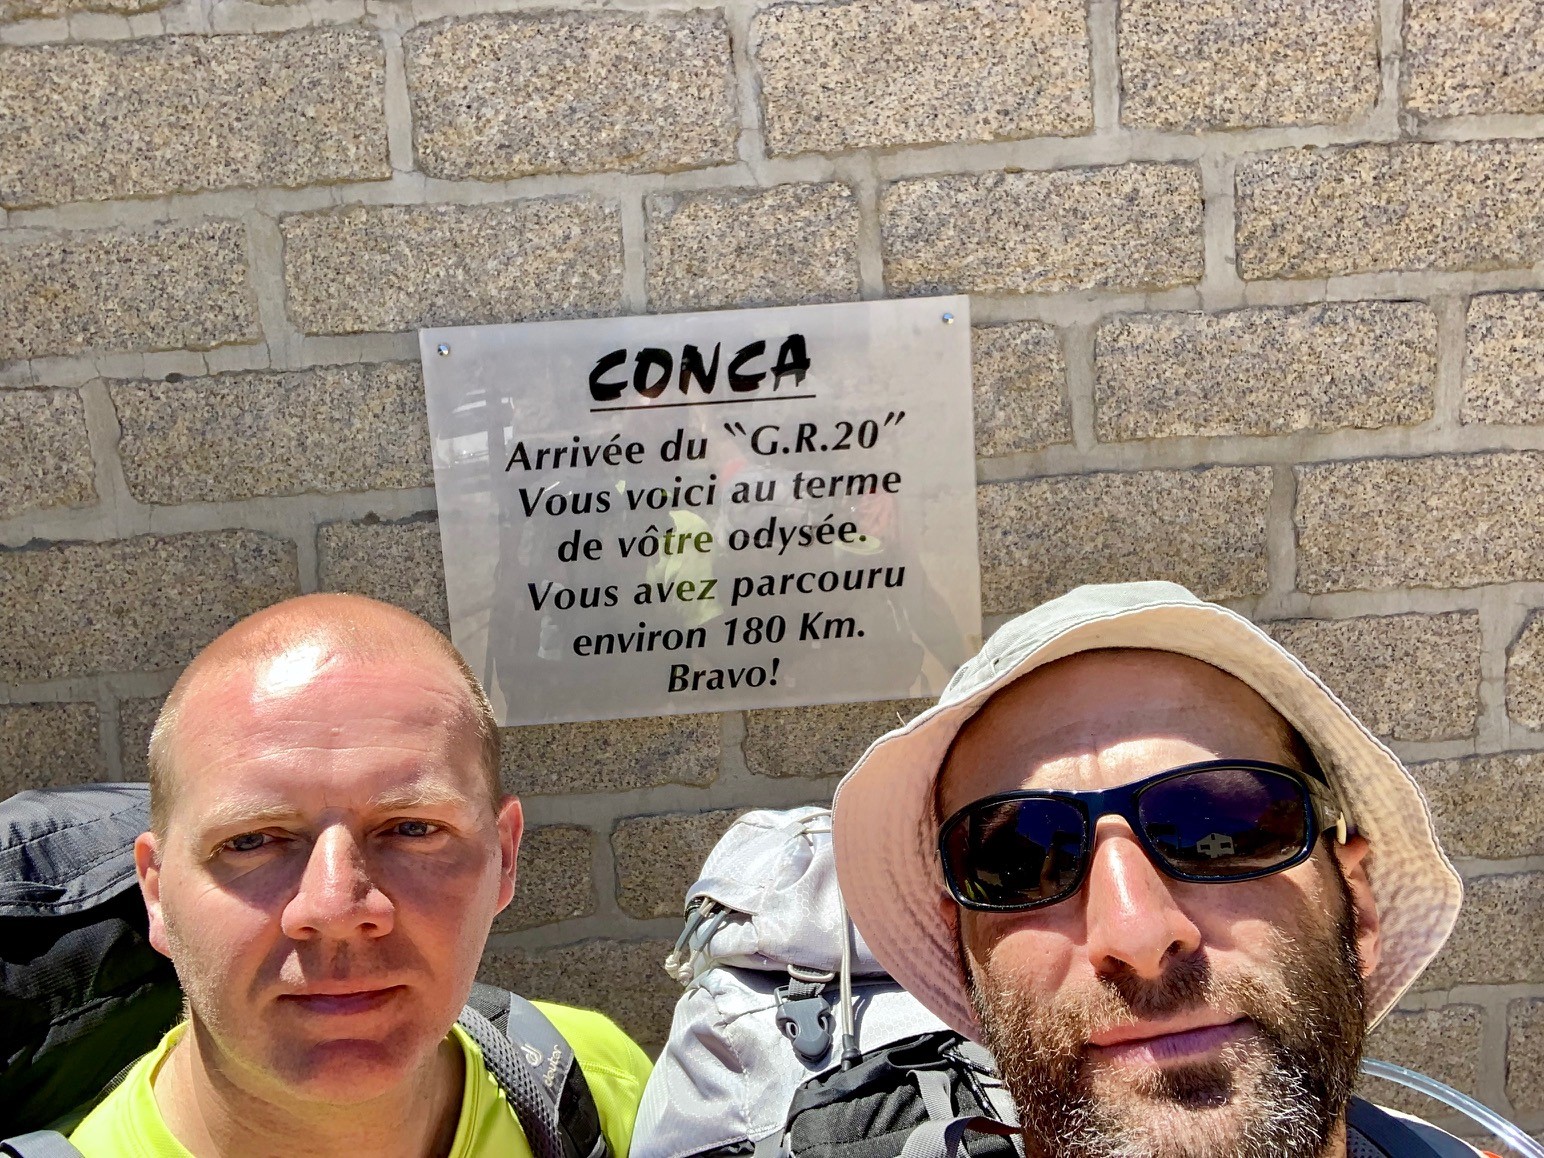 CONCA
Arrivée du “G.R.20”
Vous voici au terme
de vôtre odysée.
Vous avez parcouru
environ 180 Km.
Bravo!